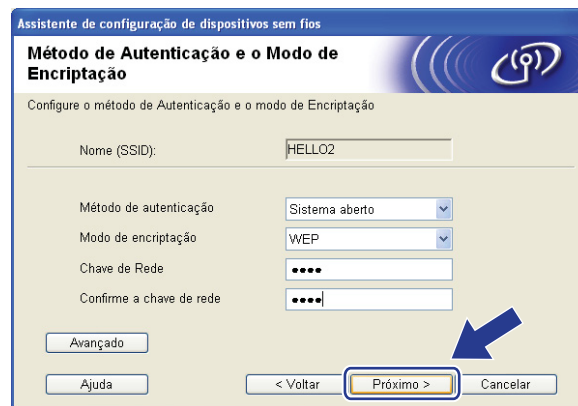 Assistente de configuração de dispositivos sem fios
Método de Autenticação e o Modo de
Encriptação
Configure o método de Autenticação e o modo de Encriptação
Nome (SSID): HELLO2
Método de autenticação Sistema aberto
Modo de encriptação WEP
Chave de Rede ••••
Confirme a chave de rede ••••
Avançado
Ajuda < Voltar Próximo > Cancelar